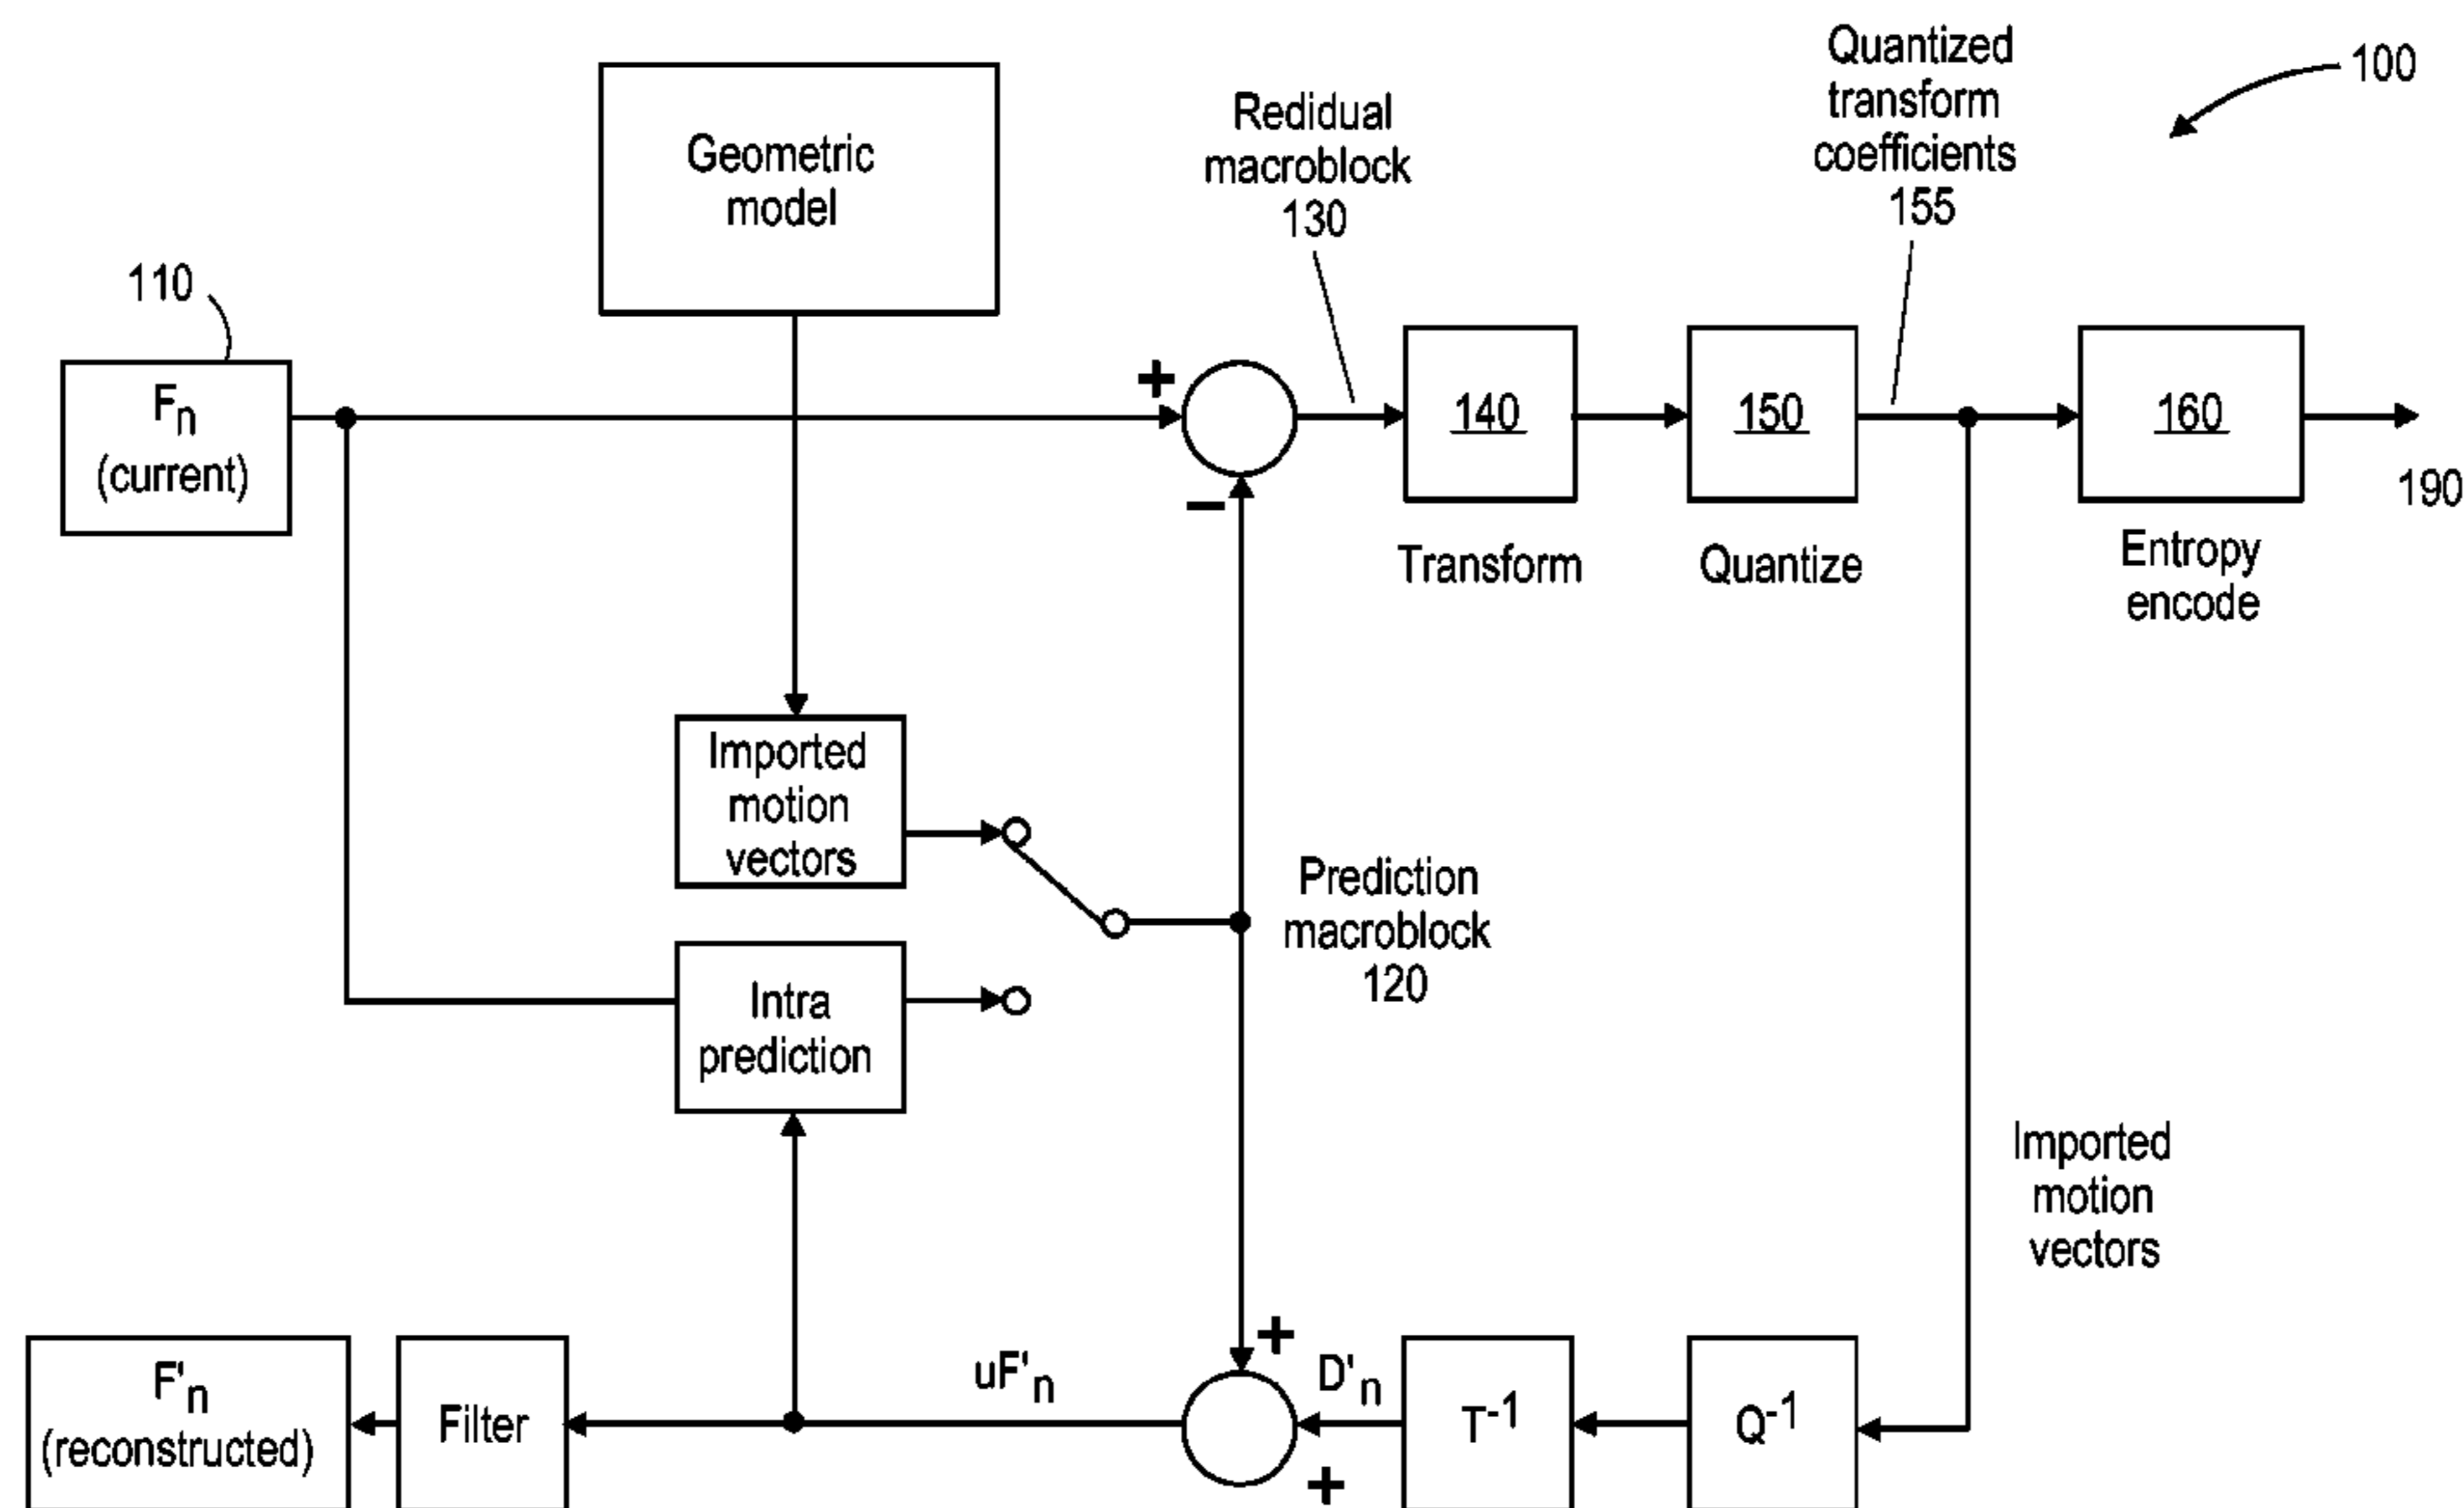 Quantized
transform
coefficients
155
100
Redidual
macroblock
130
Geometric
model
110
Fn
(current)
+
−
140
150
160
190
Transform
Quantize
Entropy
encode
Imported
motion
vectors
Prediction
macroblock
120
Intra
prediction
Imported
motion
vectors
F'n
(reconstructed)
Filter
uF'n
+
D'n
+
T-1
Q-1